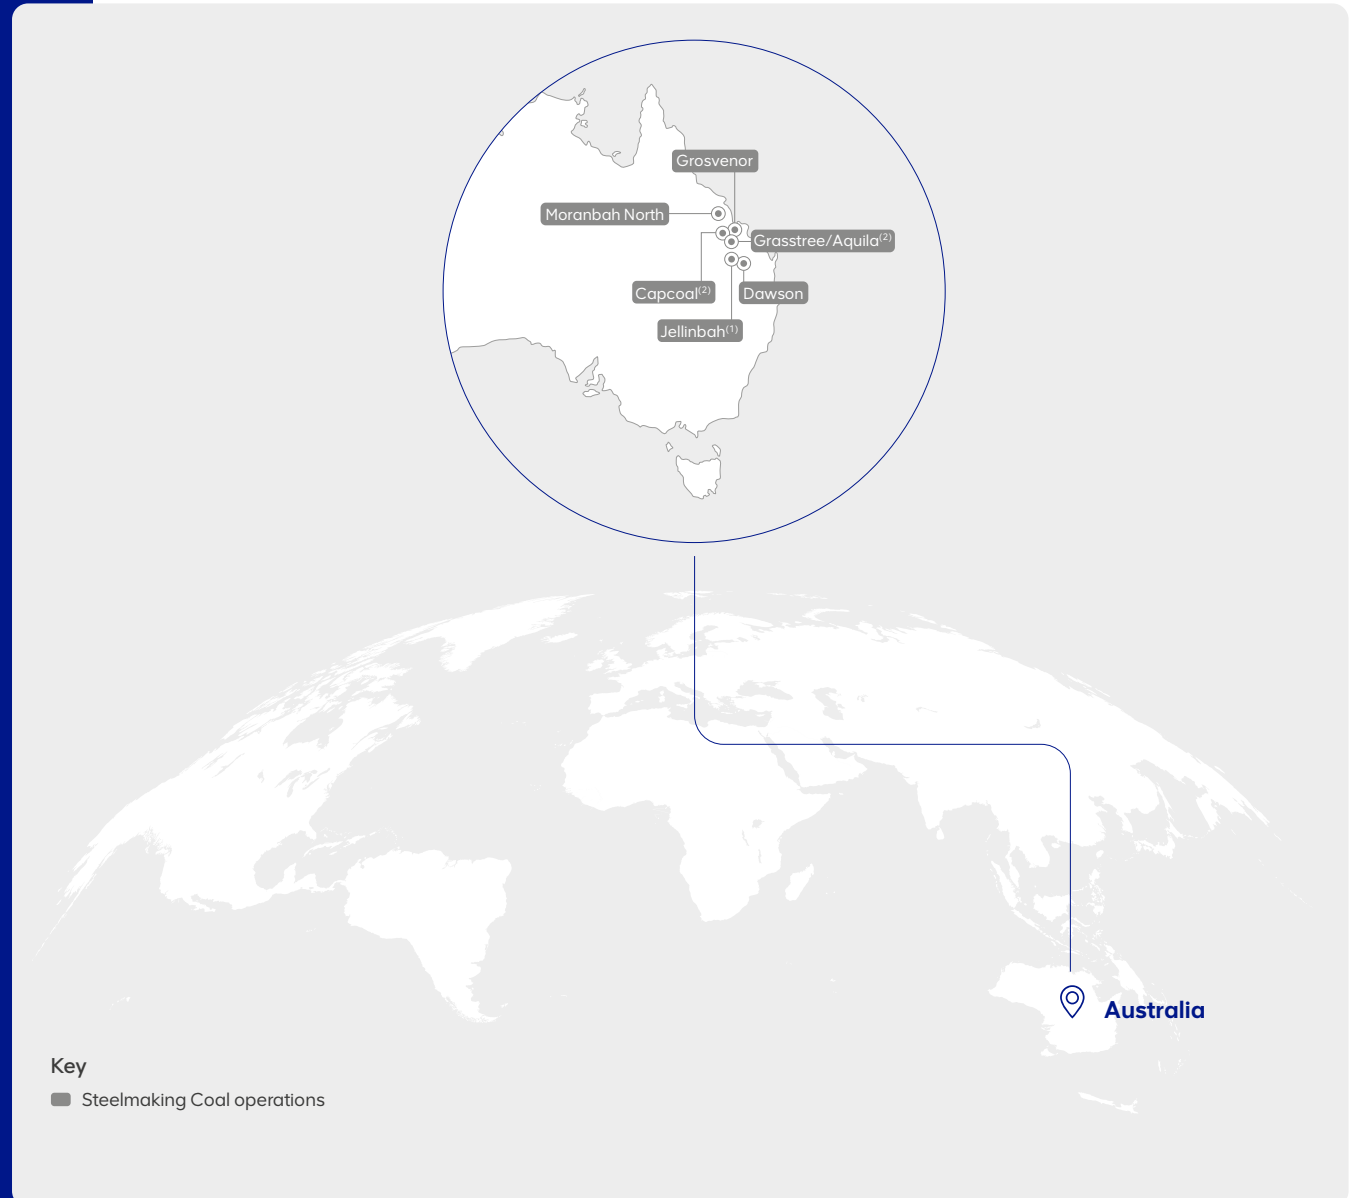 Grosvenor
Moranbah North
Grasstree/Aquila(2)
Capcoal(2)
Dawson
Jellinbah(1)
Australia
Key
Steelmaking Coal operations